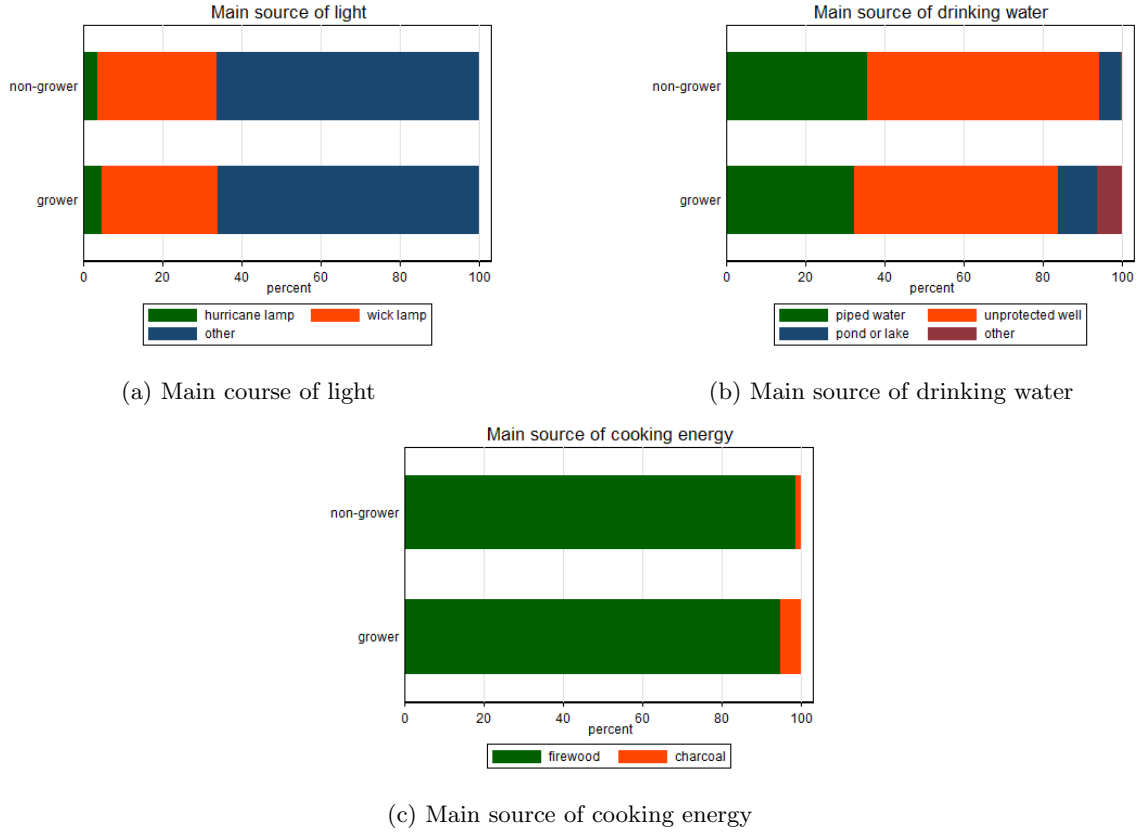 Main source of light
non-grower
grower
0 20 40 60 80 100
percent
hurricane lamp wick lamp
other
(a) Main course of light
Main source of drinking water
non-grower
grower
0 20 40 60 80 100
percent
piped water unprotected well
pond or lake other
(b) Main source of drinking water
Main source of cooking energy
non-grower
grower
0 20 40 60 80 100
percent
firewood charcoal
(c) Main source of cooking energy